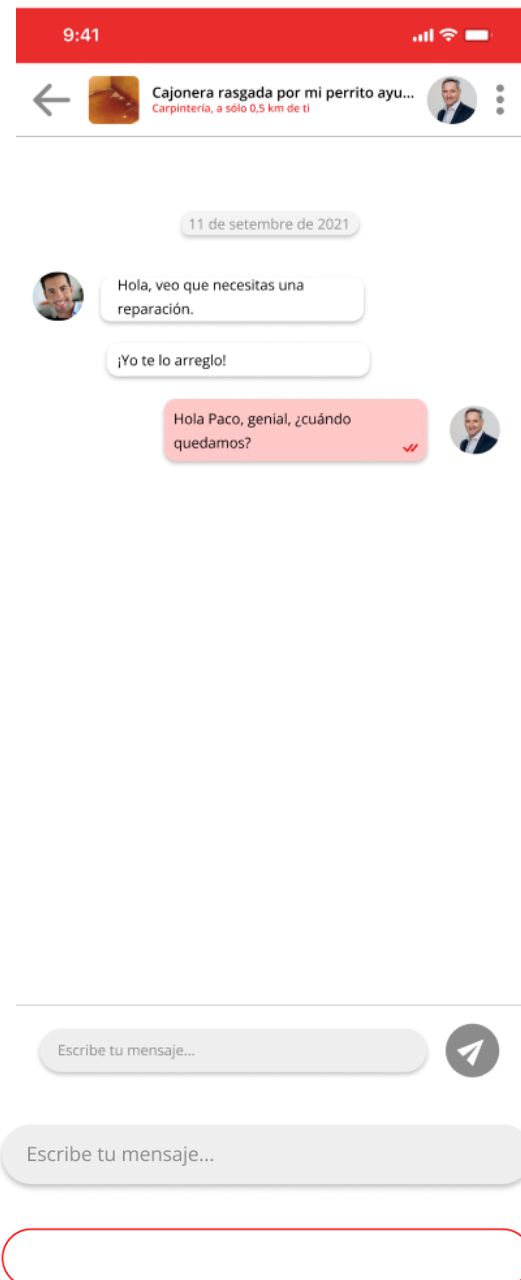 9:41
Cajonera rasgada por mi perrito ayu...
Carpintería, a sólo 0,5 km de ti
11 de setembre de 2021
Hola, veo que necesitas una
reparación.
¡Yo te lo arreglo!
Hola Paco, genial, ¿cuándo
quedamos?
Escribe tu mensaje...
Escribe tu mensaje...